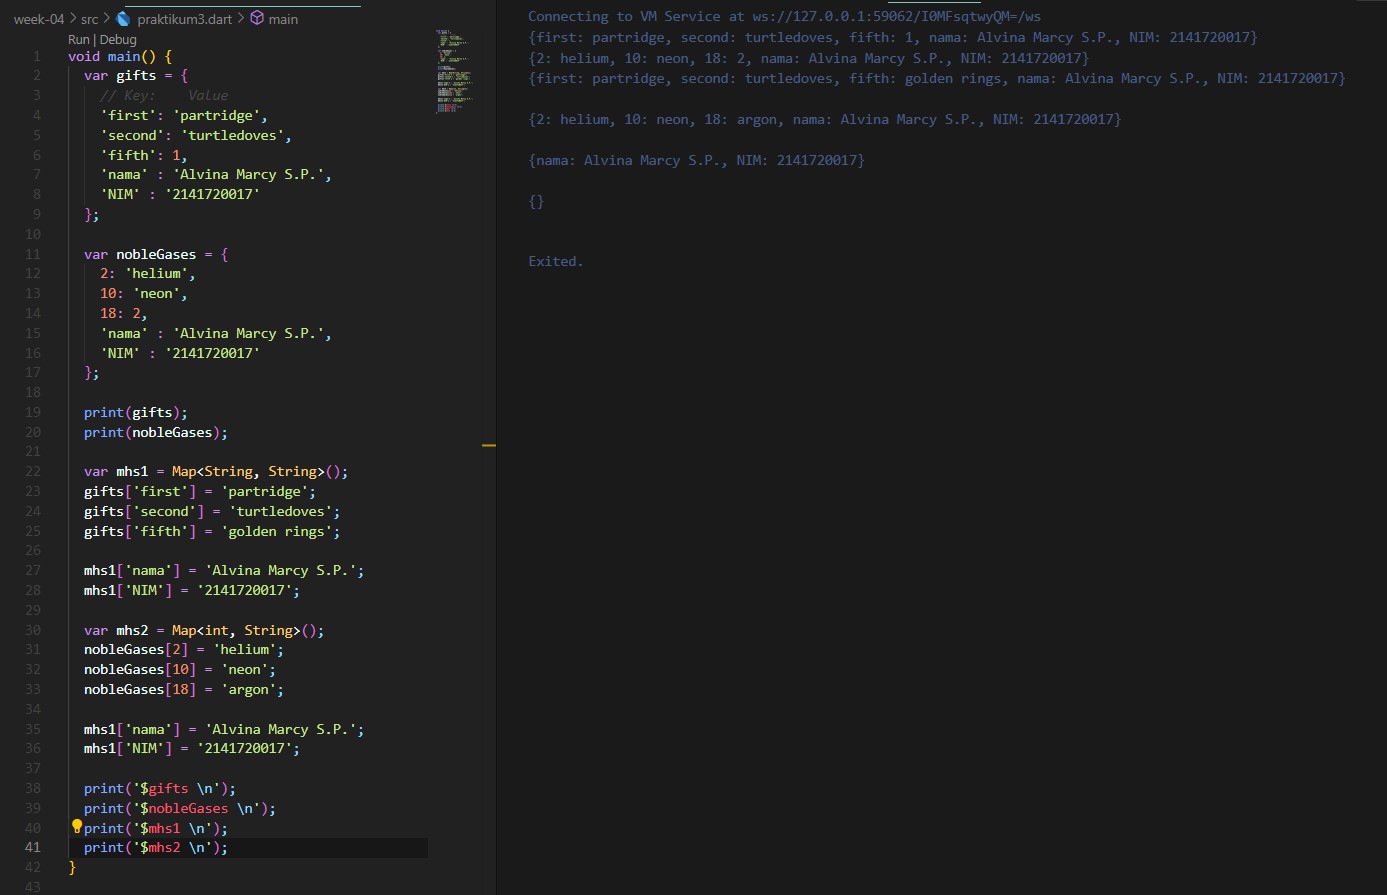 week-04 > src > praktikum3.dart > main
Run | Debug
1 void main() {
2 var gifts = {
3 // Key:    Value
4 'first': 'partridge',
5 'second': 'turtledoves',
6 'fifth': 1,
7 'nama' : 'Alvina Marcy S.P.',
8 'NIM' : '2141720017'
9 };
10
11 var nobleGases = {
12 2: 'helium',
13 10: 'neon',
14 18: 2,
15 'nama' : 'Alvina Marcy S.P.',
16 'NIM' : '2141720017'
17 };
18
19 print(gifts);
20 print(nobleGases);
21
22 var mhs1 = Map<String, String>();
23 gifts['first'] = 'partridge';
24 gifts['second'] = 'turtledoves';
25 gifts['fifth'] = 'golden rings';
26
27 mhs1['nama'] = 'Alvina Marcy S.P.';
28 mhs1['NIM'] = '2141720017';
29
30 var mhs2 = Map<int, String>();
31 nobleGases[2] = 'helium';
32 nobleGases[10] = 'neon';
33 nobleGases[18] = 'argon';
34
35 mhs1['nama'] = 'Alvina Marcy S.P.';
36 mhs1['NIM'] = '2141720017';
37
38 print('$gifts \n');
39 print('$nobleGases \n');
40 print('$mhs1 \n');
41 print('$mhs2 \n');
42 }
43
Connecting to VM Service at ws://127.0.0.1:59062/I0MFsqtwyQM=/ws
{first: partridge, second: turtledoves, fifth: 1, nama: Alvina Marcy S.P., NIM: 2141720017}
{2: helium, 10: neon, 18: 2, nama: Alvina Marcy S.P., NIM: 2141720017}
{first: partridge, second: turtledoves, fifth: golden rings, nama: Alvina Marcy S.P., NIM: 2141720017}
{2: helium, 10: neon, 18: argon, nama: Alvina Marcy S.P., NIM: 2141720017}
{nama: Alvina Marcy S.P., NIM: 2141720017}
{}
Exited.